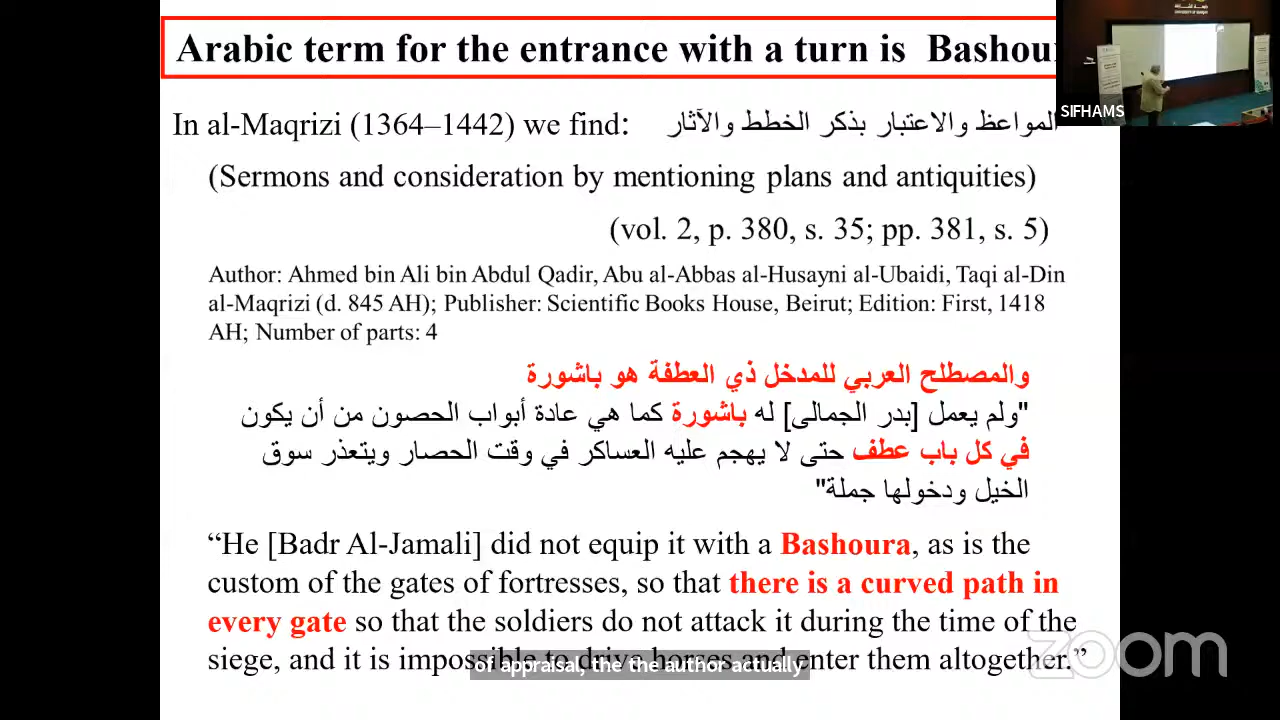 Arabic term for the entrance with a turn is Bashou
In al-Maqrizi (1364–1442) we find: المواعظ والاعتبار بذكر الخطط والآثار
(Sermons and consideration by mentioning plans and antiquities)
(vol. 2, p. 380, s. 35; pp. 381, s. 5)
Author: Ahmed bin Ali bin Abdul Qadir, Abu al-Abbas al-Husayni al-Ubaidi, Taqi al-Din
al-Maqrizi (d. 845 AH); Publisher: Scientific Books House, Beirut; Edition: First, 1418
AH; Number of parts: 4
والمصطلح العربي للمدخل ذي العطفة هو باشورة
"ولم يعمل [بدر الجمالى] له باشورة كما هي عادة أبواب الحصون من أن يكون
في كل باب عطف حتى لا يهجم عليه العساكر في وقت الحصار ويتعذر سوق
الخيل ودخولها جملة"
“He [Badr Al-Jamali] did not equip it with a Bashoura, as is the
custom of the gates of fortresses, so that there is a curved path in
every gate so that the soldiers do not attack it during the time of the
siege, and it is impossible to drive horses and enter them altogether.”
of appraisal, the the author actually
SIFHAMS
zoom